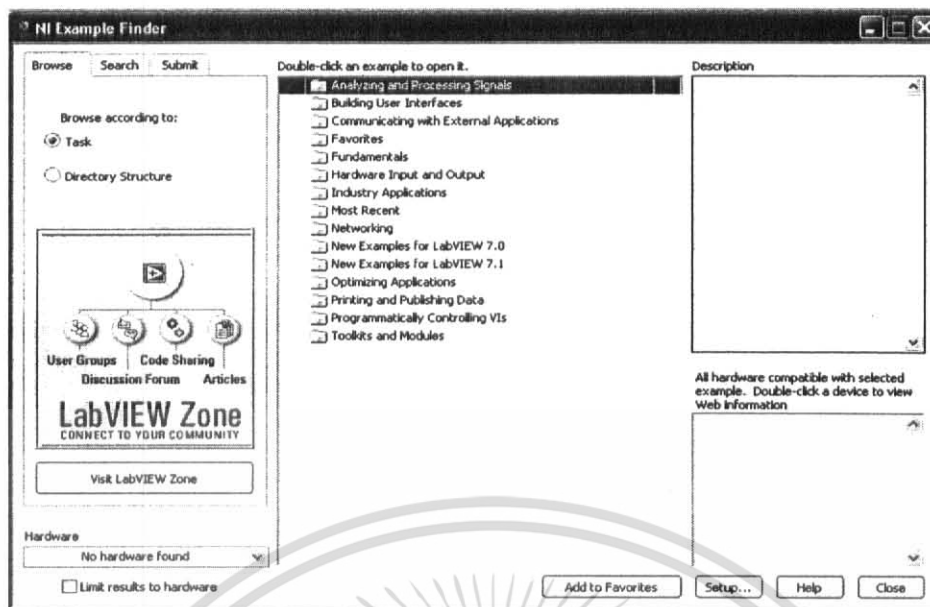 NI Example Finder
Browse
Search
Submit
Browse according to:
Task
Directory Structure
User Groups
Code Sharing
Discussion Forum
Articles
LabVIEW Zone
CONNECT TO YOUR COMMUNITY
Visit LabVIEW Zone
Hardware
No hardware found
Limit results to hardware
Double-click an example to open it.
Analyzing and Processing Signals
Building User Interfaces
Communicating with External Applications
Favorites
Fundamentals
Hardware Input and Output
Industry Applications
Most Recent
Networking
New Examples for LabVIEW 7.0
New Examples for LabVIEW 7.1
Optimizing Applications
Printing and Publishing Data
Programmatically Controlling VIs
Toolkits and Modules
Description
All hardware compatible with selected
example. Double-click a device to view
Web information
Add to Favorites
Setup...
Help
Close